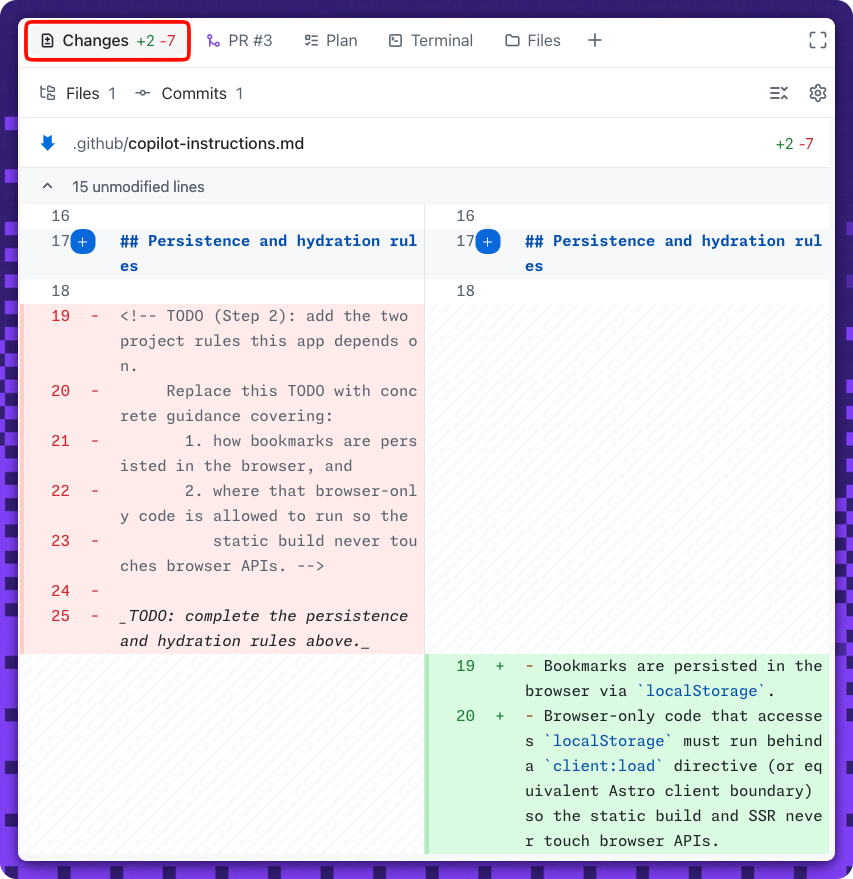 Changes +2 -7 PR #3 Plan Terminal Files
Files 1 Commits 1
.github/copilot-instructions.md +2 -7
15 unmodified lines
16
17 + ## Persistence and hydration rul
es
18
19 - <!-- TODO (Step 2): add the two
project rules this app depends o
n.
20 - Replace this TODO with conc
rete guidance covering:
21 - 1. how bookmarks are pers
isted in the browser, and
22 - 2. where that browser-onl
y code is allowed to run so the
23 - static build never tou
ches browser APIs. -->
24 -
25 - _TODO: complete the persistence
and hydration rules above._
16
17 + ## Persistence and hydration rul
es
18
19 + - Bookmarks are persisted in the
browser via `localStorage`.
20 + - Browser-only code that accesse
s `localStorage` must run behind
a `client:load` directive (or eq
uivalent Astro client boundary)
so the static build and SSR neve
r touch browser APIs.